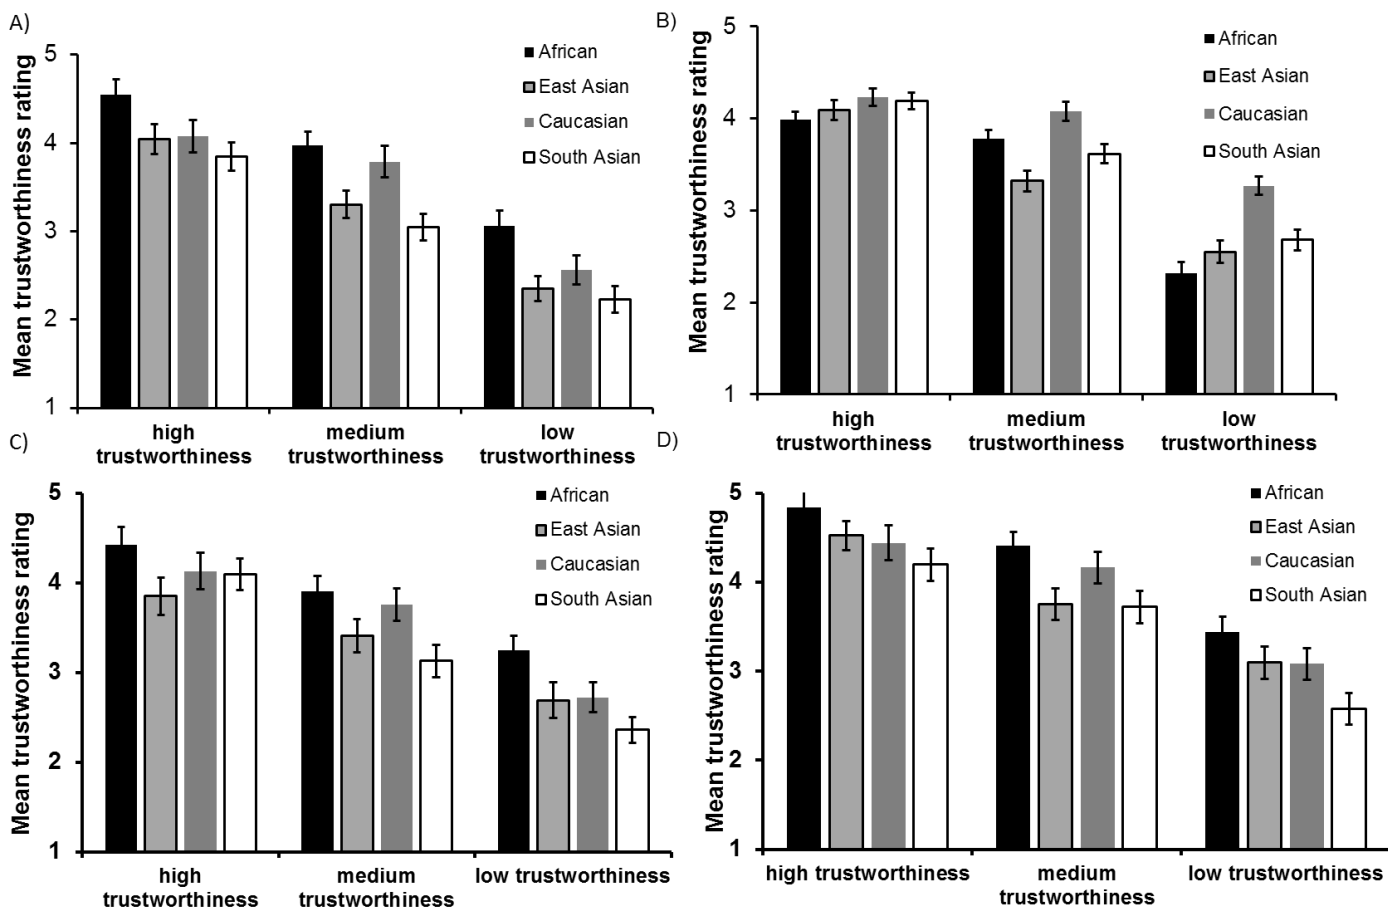 A)
Mean trustworthiness rating
5
4
3
2
1
African
East Asian
Caucasian
South Asian
high
trustworthiness
medium
trustworthiness
low
trustworthiness
B)
Mean trustworthiness rating
5
4
3
2
1
African
East Asian
Caucasian
South Asian
high
trustworthiness
medium
trustworthiness
low
trustworthiness
C)
Mean trustworthiness rating
5
4
3
2
1
African
East Asian
Caucasian
South Asian
high
trustworthiness
medium
trustworthiness
low trustworthiness
D)
Mean trustworthiness rating
5
4
3
2
1
African
East Asian
Caucasian
South Asian
high trustworthiness
medium
trustworthiness
low trustworthiness